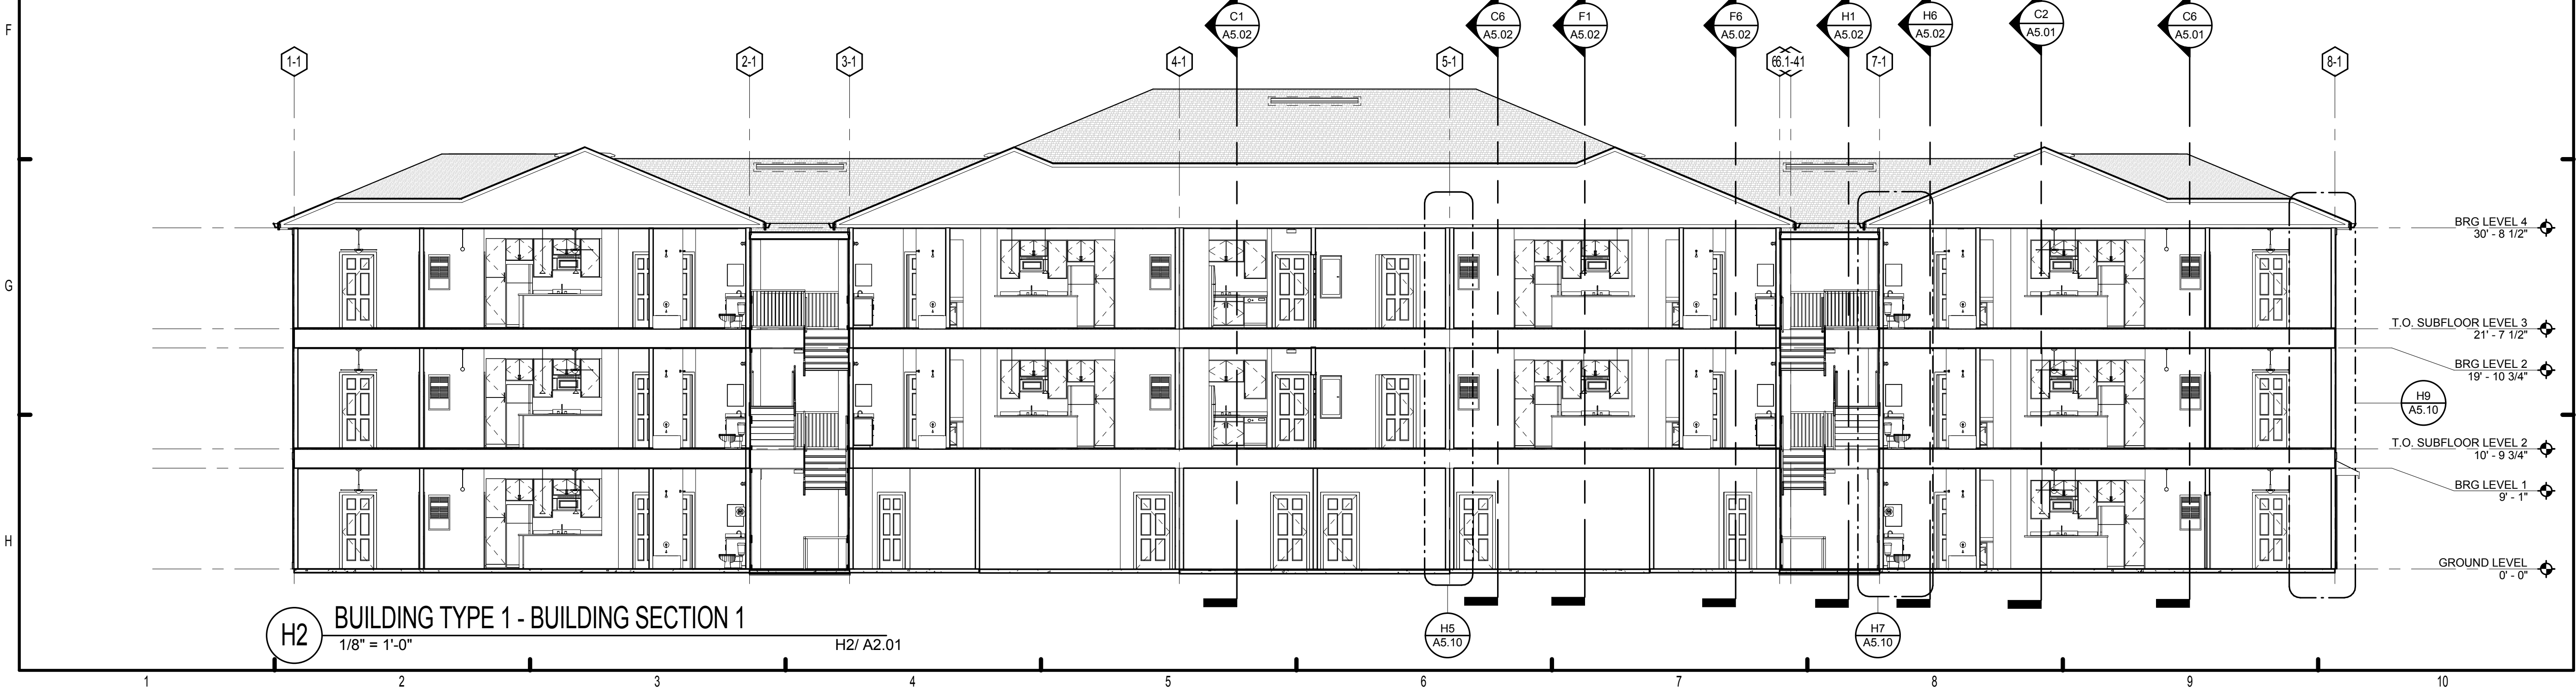 C1
A5.02
C6
A5.02
F1
A5.02
F6
A5.02
H1
A5.02
H6
A5.02
C2
A5.01
C6
A5.01
F
1-1
2-1
3-1
4-1
5-1
7-1
8-1
BRG LEVEL 4
30' - 8 1/2"
G
T.O. SUBFLOOR LEVEL 3
21' - 7 1/2"
BRG LEVEL 2
19' - 10 3/4"
H9
A5.10
T.O. SUBFLOOR LEVEL 2
10' - 9 3/4"
BRG LEVEL 1
9' - 1"
H
GROUND LEVEL
0' - 0"
H2
BUILDING TYPE 1 - BUILDING SECTION 1
1/8" = 1'-0"
H2/ A2.01
H5
A5.10
H7
A5.10
1 2 3 4 5 6 7 8 9 10